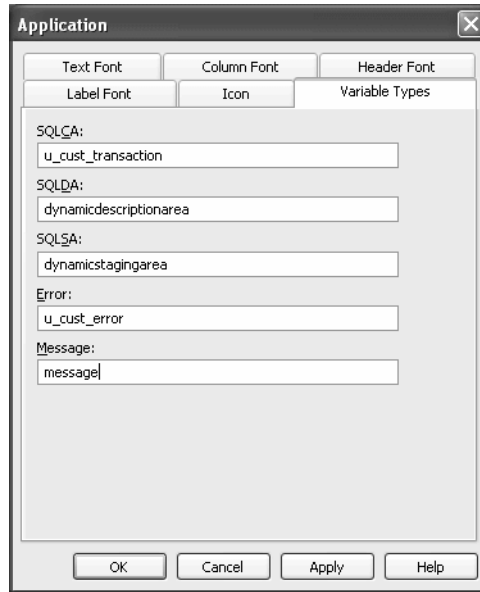 Application
Text Font Column Font Header Font
Label Font Icon Variable Types
SQLCA:
u_cust_transaction
SQLDA:
dynamicdescriptionarea
SQLSA:
dynamicstagingarea
Error:
u_cust_error
Message:
message
OK Cancel Apply Help